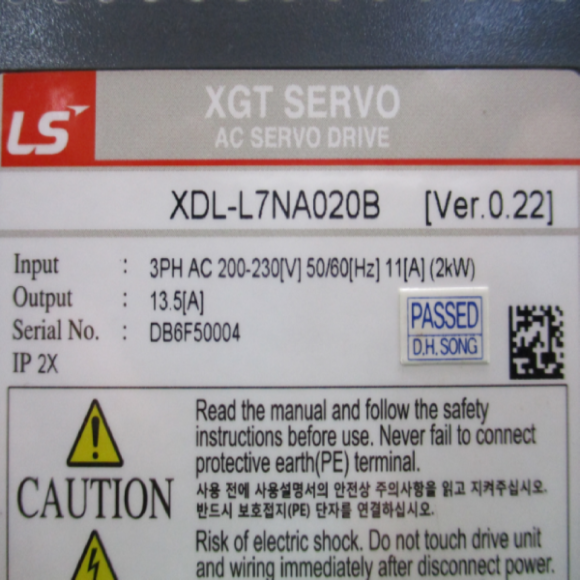 LS
XGT SERVO
AC SERVO DRIVE
XDL-L7NA020B [Ver.0.22]
Input : 3PH AC 200-230[V] 50/60[Hz] 11[A] (2kW)
Output : 13.5[A]
Serial No. : DB6F50004
IP 2X
PASSED
D.H.SONG
CAUTION
Read the manual and follow the safety
instructions before use. Never fail to connect
protective earth(PE) terminal.
사용 전에 사용설명서의 안전상 주의사항을 읽고 지켜주십시오.
반드시 보호접지(PE) 단자를 연결하십시오.
Risk of electric shock. Do not touch drive unit
and wiring immediately after disconnect power.